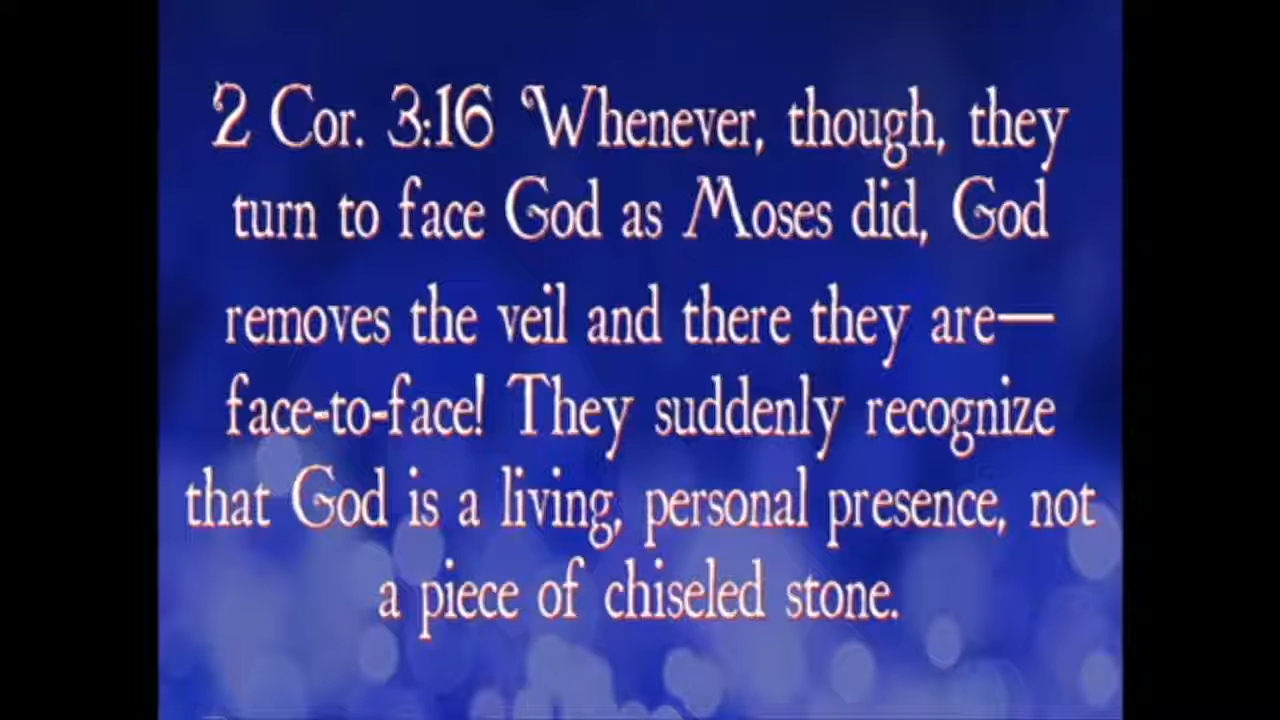 2 Cor. 3:16 Whenever, though, they
turn to face God as Moses did, God
removes the veil and there they are—
face-to-face! They suddenly recognize
that God is a living, personal presence, not
a piece of chiseled stone.